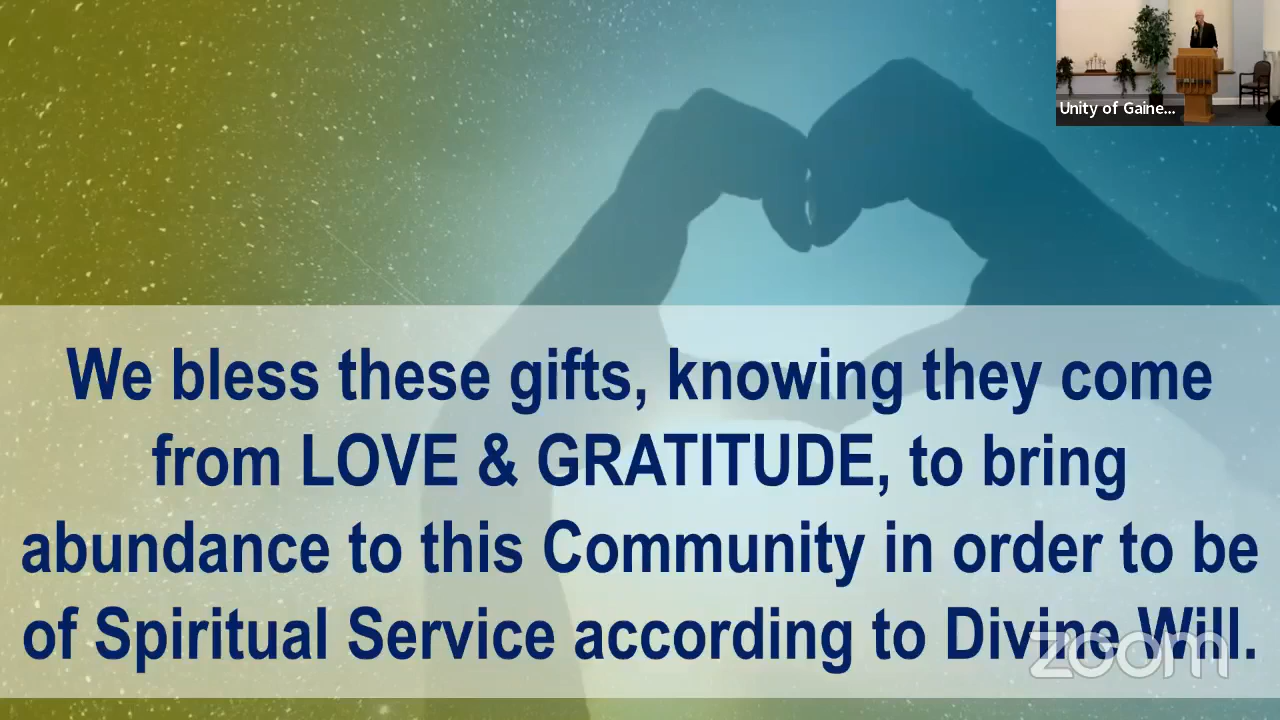 Unity of Gaine...
We bless these gifts, knowing they come
from LOVE & GRATITUDE, to bring
abundance to this Community in order to be
of Spiritual Service according to Divine Will.
zoom